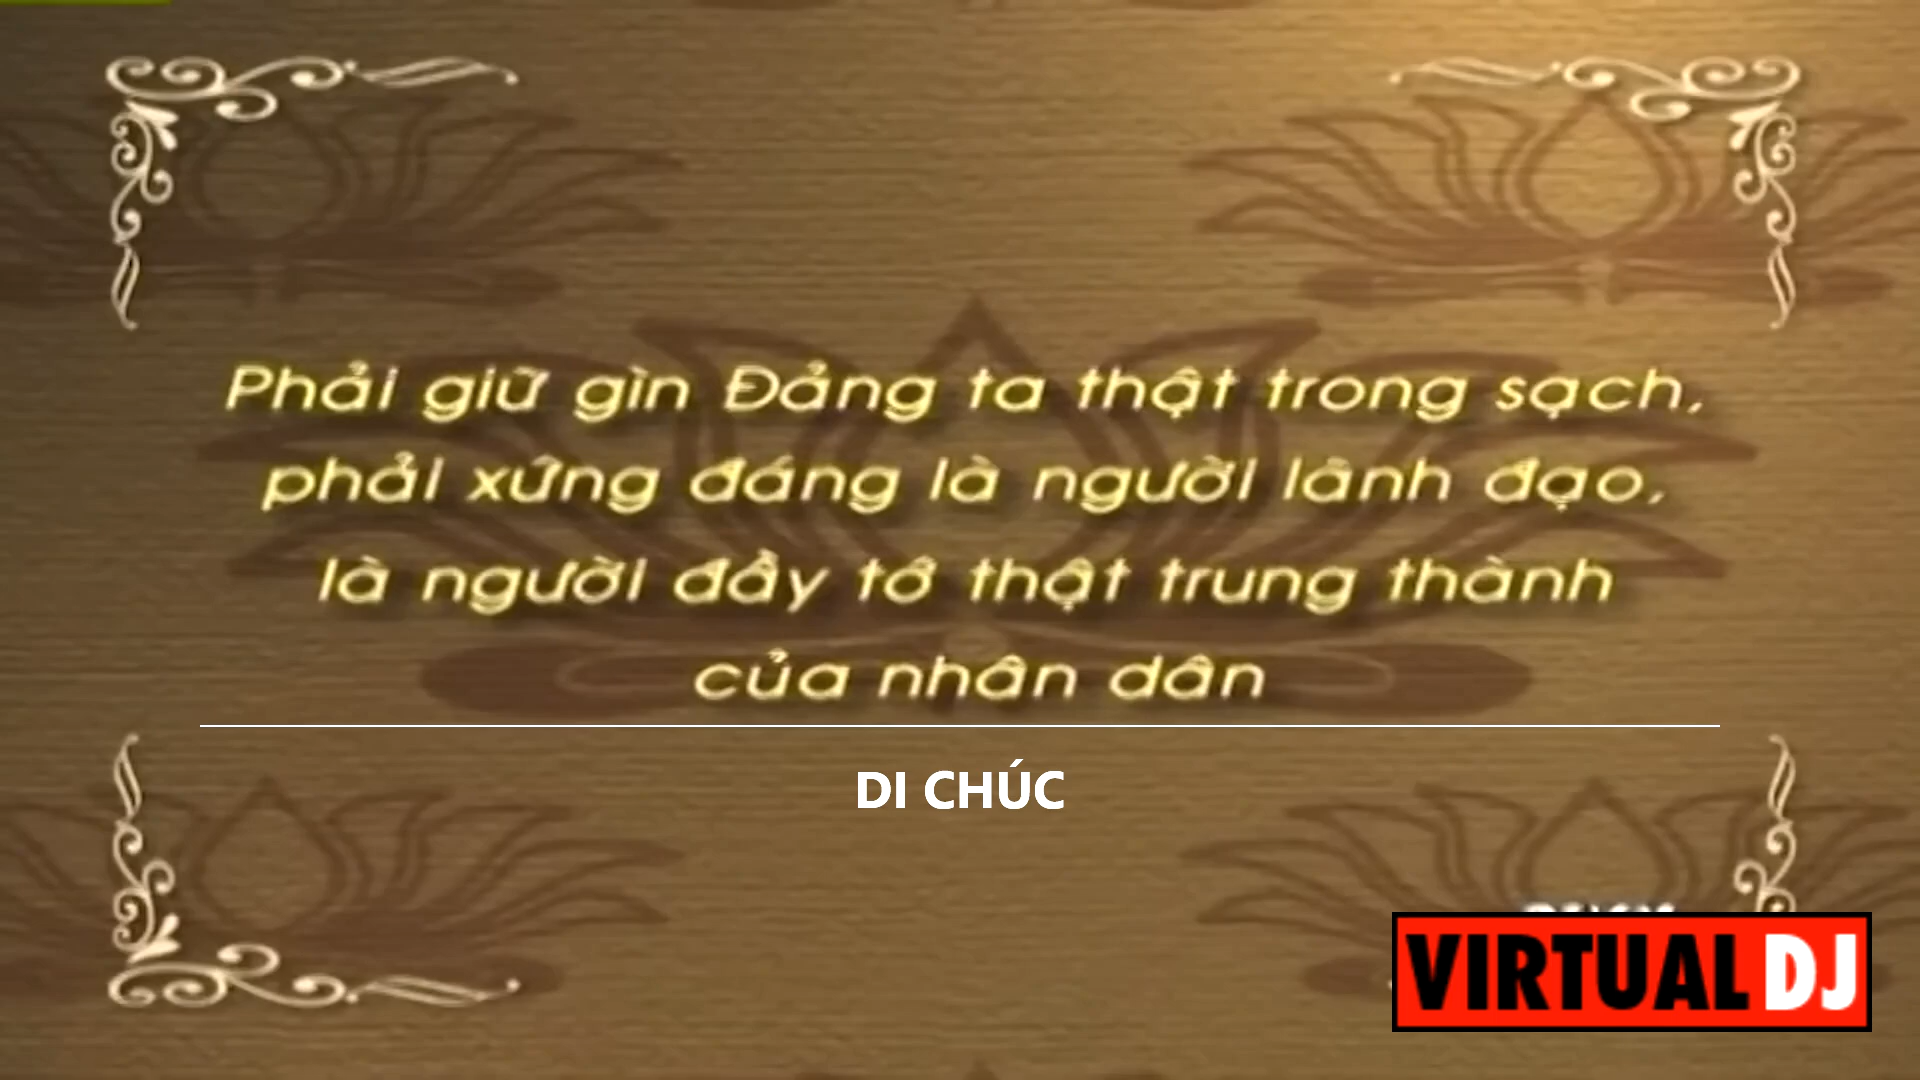 Phải giữ gìn Đảng ta thật trong sạch,
phải xứng đáng là người lãnh đạo,
là người đầy tớ thật trung thành
của nhân dân
DI CHÚC
VIRTUAL DJ